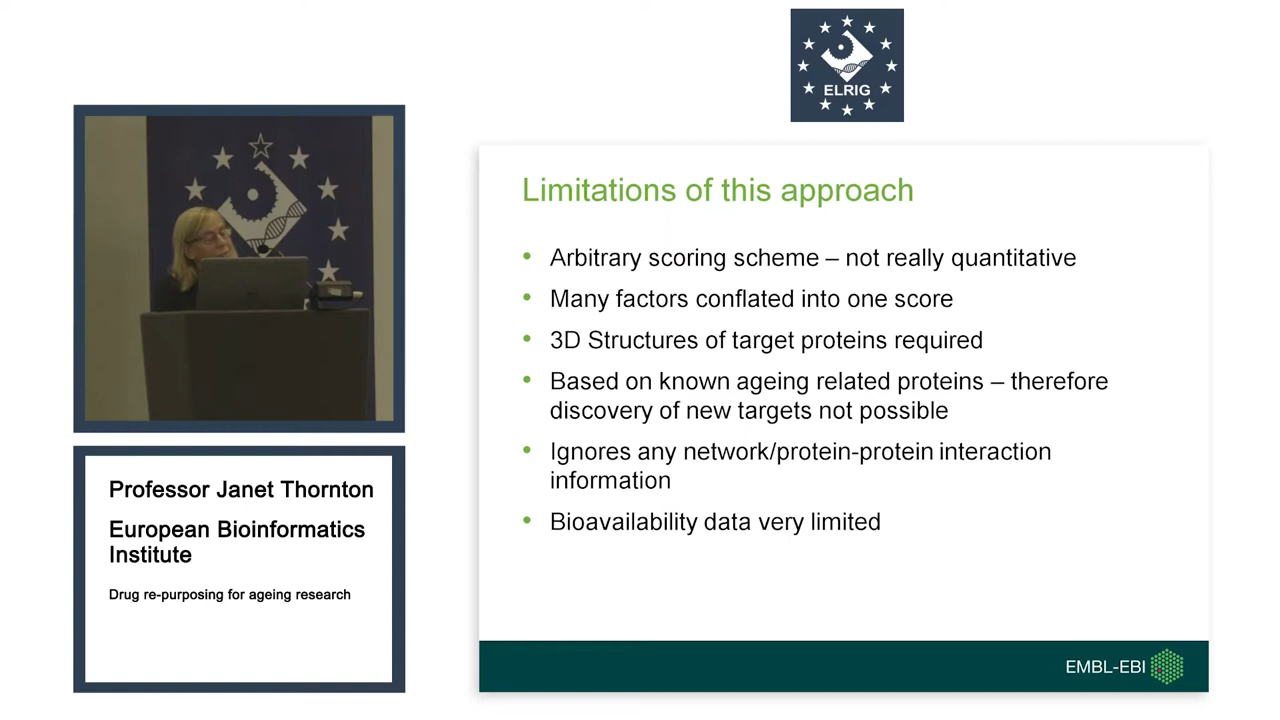 ELRIG
Limitations of this approach
• Arbitrary scoring scheme – not really quantitative
• Many factors conflated into one score
• 3D Structures of target proteins required
• Based on known ageing related proteins – therefore
discovery of new targets not possible
• Ignores any network/protein-protein interaction
information
• Bioavailability data very limited
EMBL-EBI
Professor Janet Thornton
European Bioinformatics
Institute
Drug re-purposing for ageing research